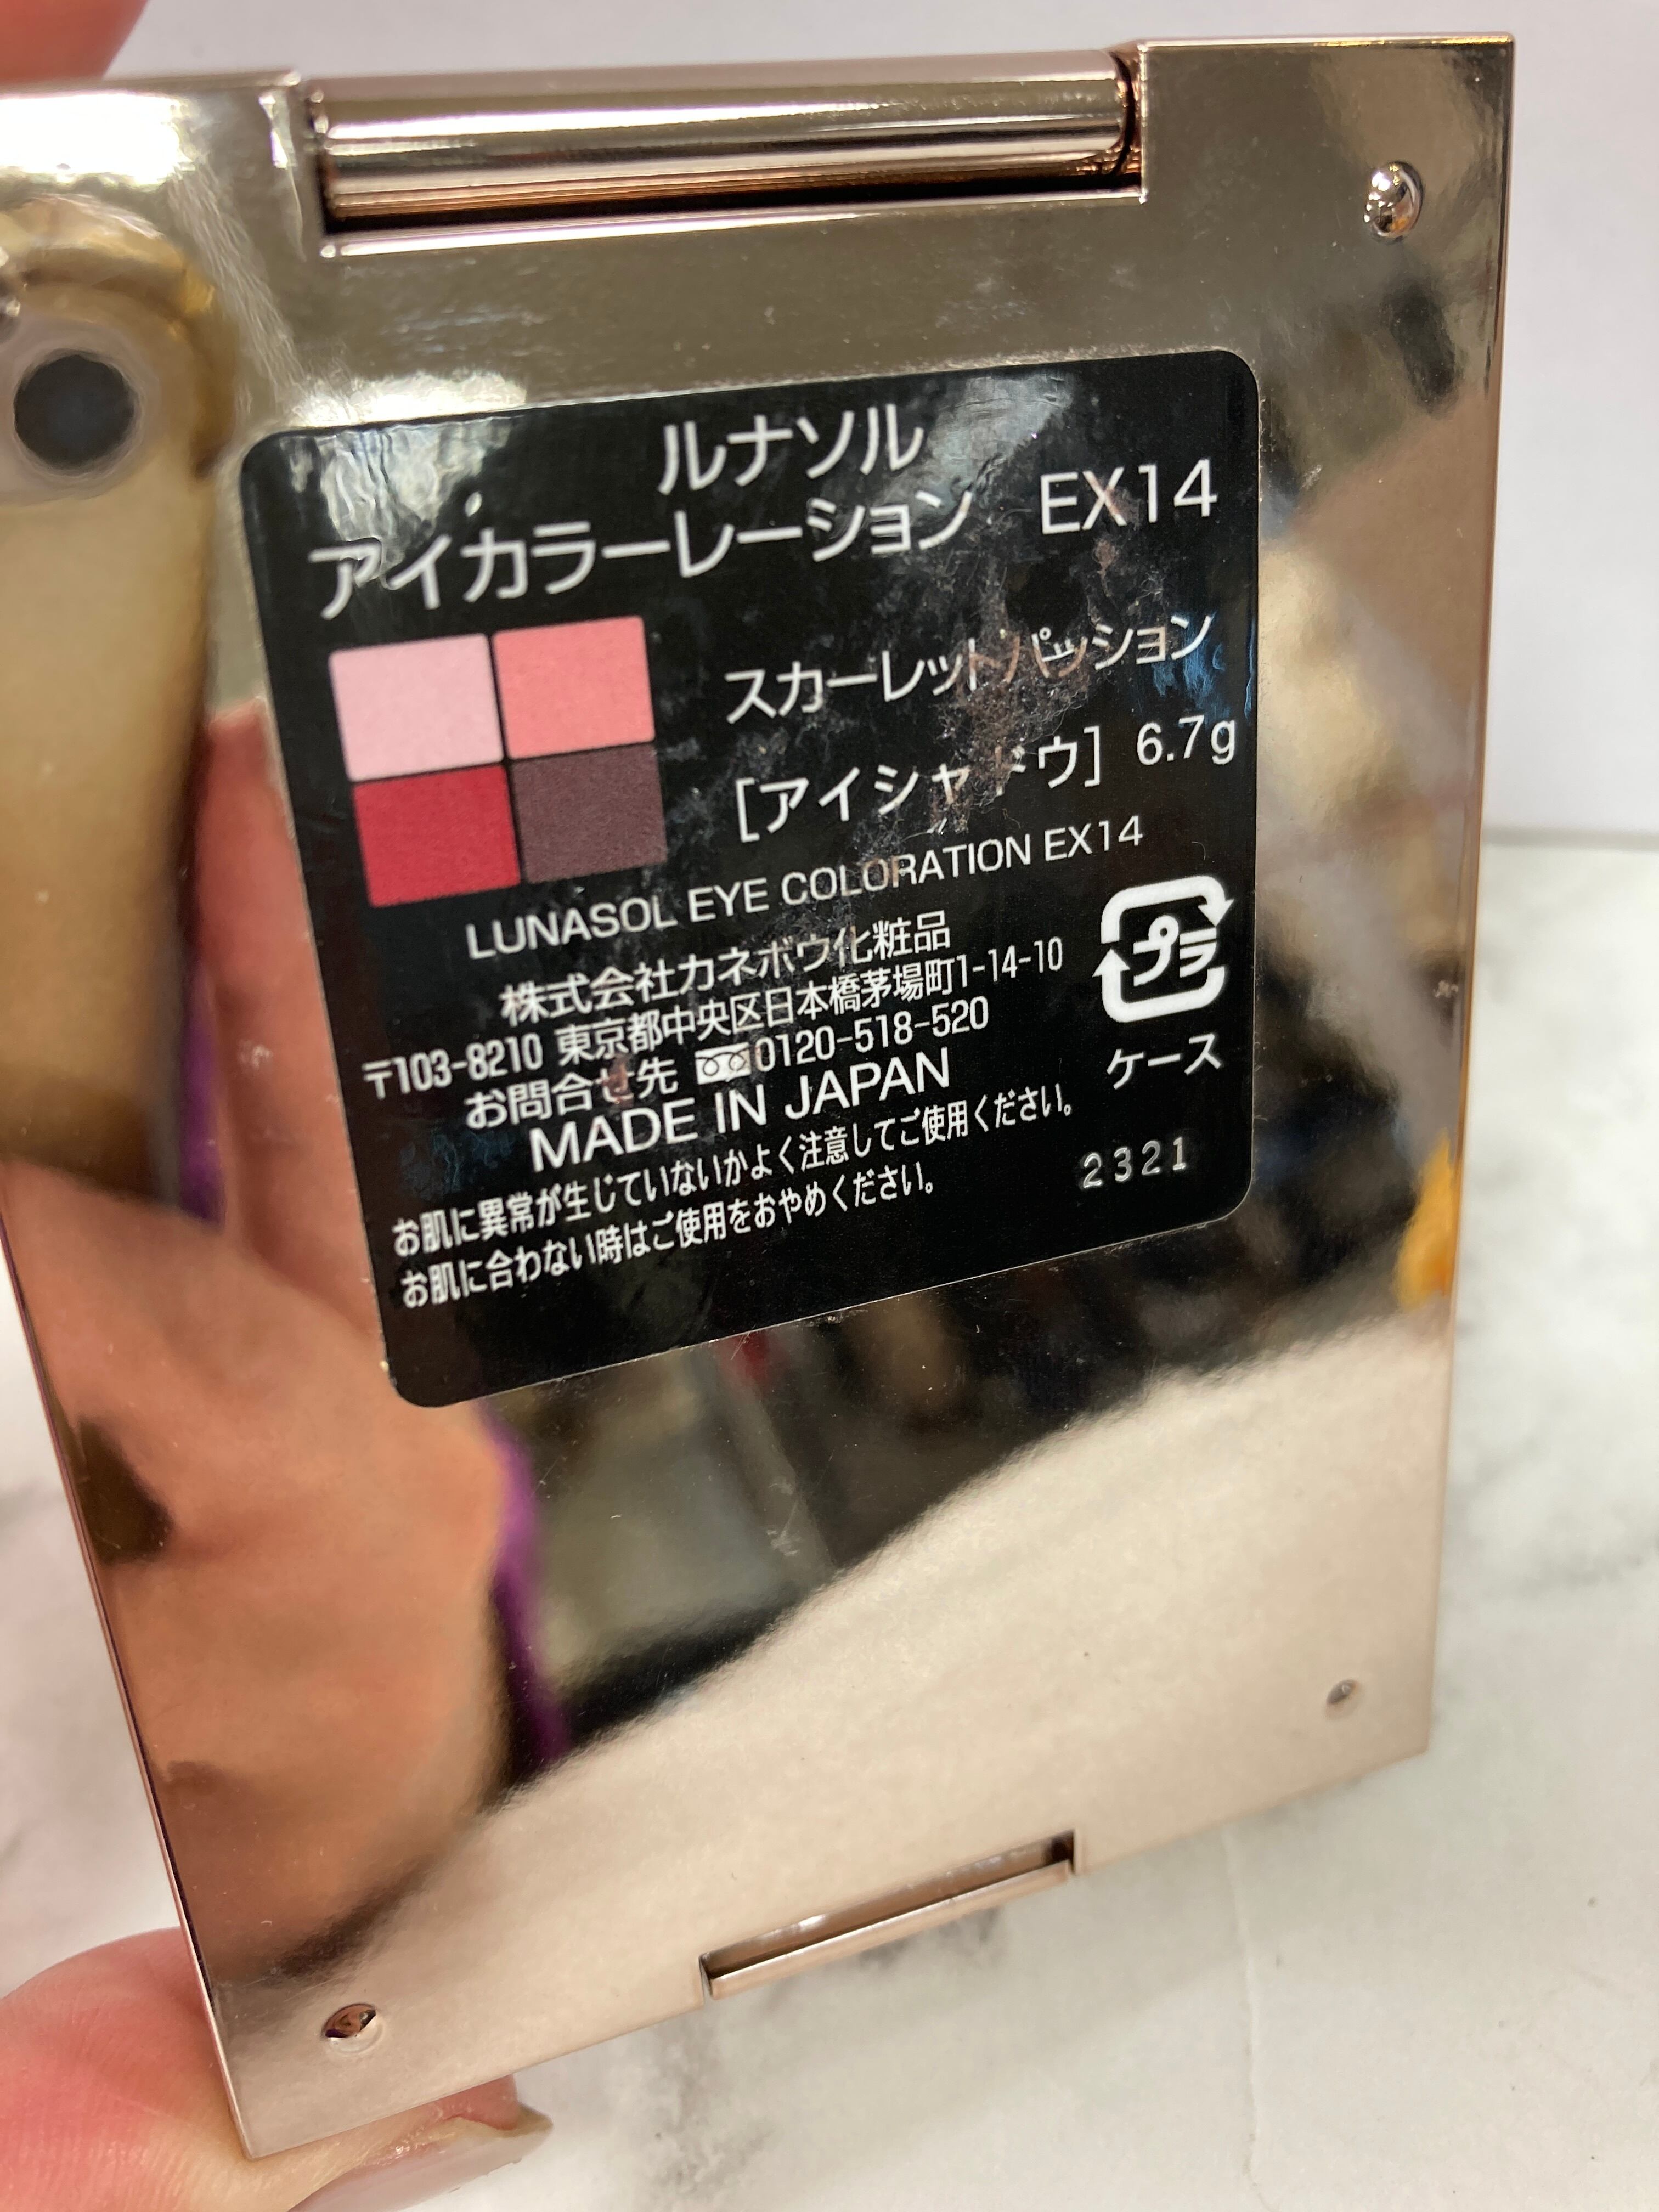 ルナソル
アイカラーレーション EX14
スカーレットパッション
[アイシャドウ] 6.7g
LUNASOL EYE COLORATION EX14
株式会社カネボウ化粧品
〒103-8210 東京都中央区日本橋茅場町1-14-10
お問合せ先 0120-518-520
MADE IN JAPAN
お肌に異常が生じていないかよく注意してご使用ください。
お肌に合わない時はご使用をおやめください。
プラ
ケース
2321